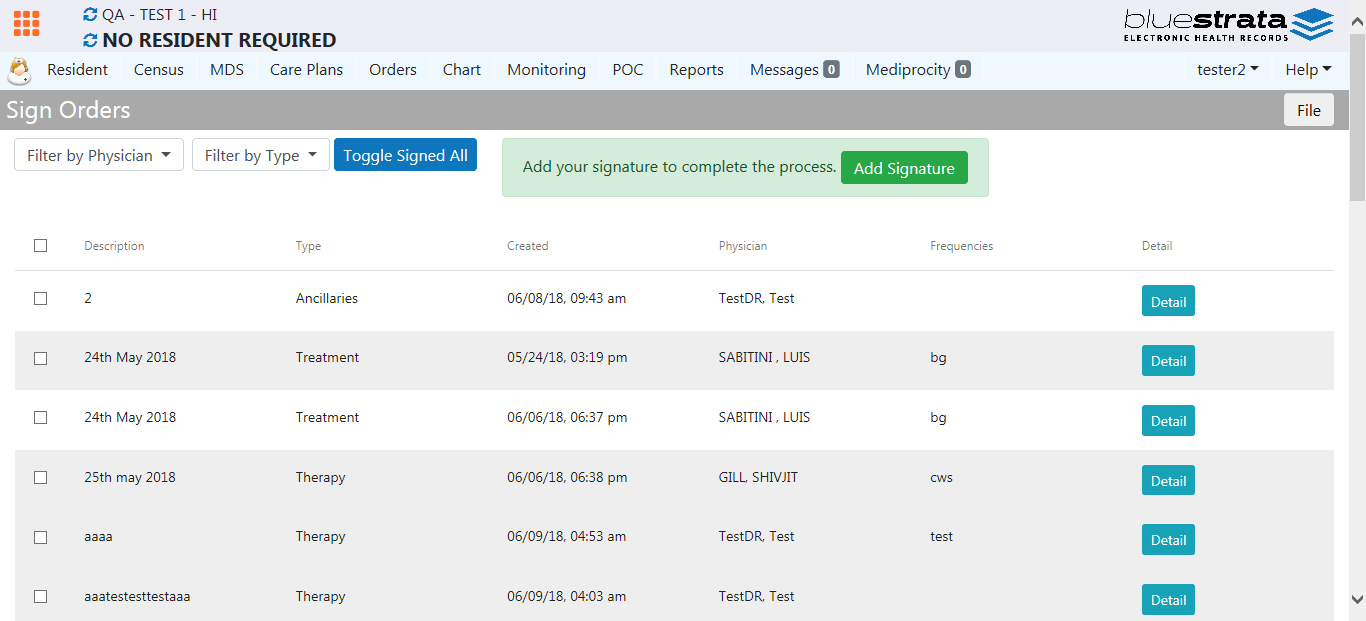 QA - TEST 1 - HI
NO RESIDENT REQUIRED
bluestrata
ELECTRONIC HEALTH RECORDS
Resident Census MDS Care Plans Orders Chart Monitoring POC Reports Messages 0 Mediprocity 0 tester2 Help
Sign Orders File
Filter by Physician Filter by Type Toggle Signed All Add your signature to complete the process. Add Signature
Description Type Created Physician Frequencies Detail
2 Ancillaries 06/08/18, 09:43 am TestDR, Test Detail
24th May 2018 Treatment 05/24/18, 03:19 pm SABITINI , LUIS bg Detail
24th May 2018 Treatment 06/06/18, 06:37 pm SABITINI , LUIS bg Detail
25th may 2018 Therapy 06/06/18, 06:38 pm GILL, SHIVJIT cws Detail
aaaa Therapy 06/09/18, 04:53 am TestDR, Test test Detail
aaatestesttestaaa Therapy 06/09/18, 04:03 am TestDR, Test Detail